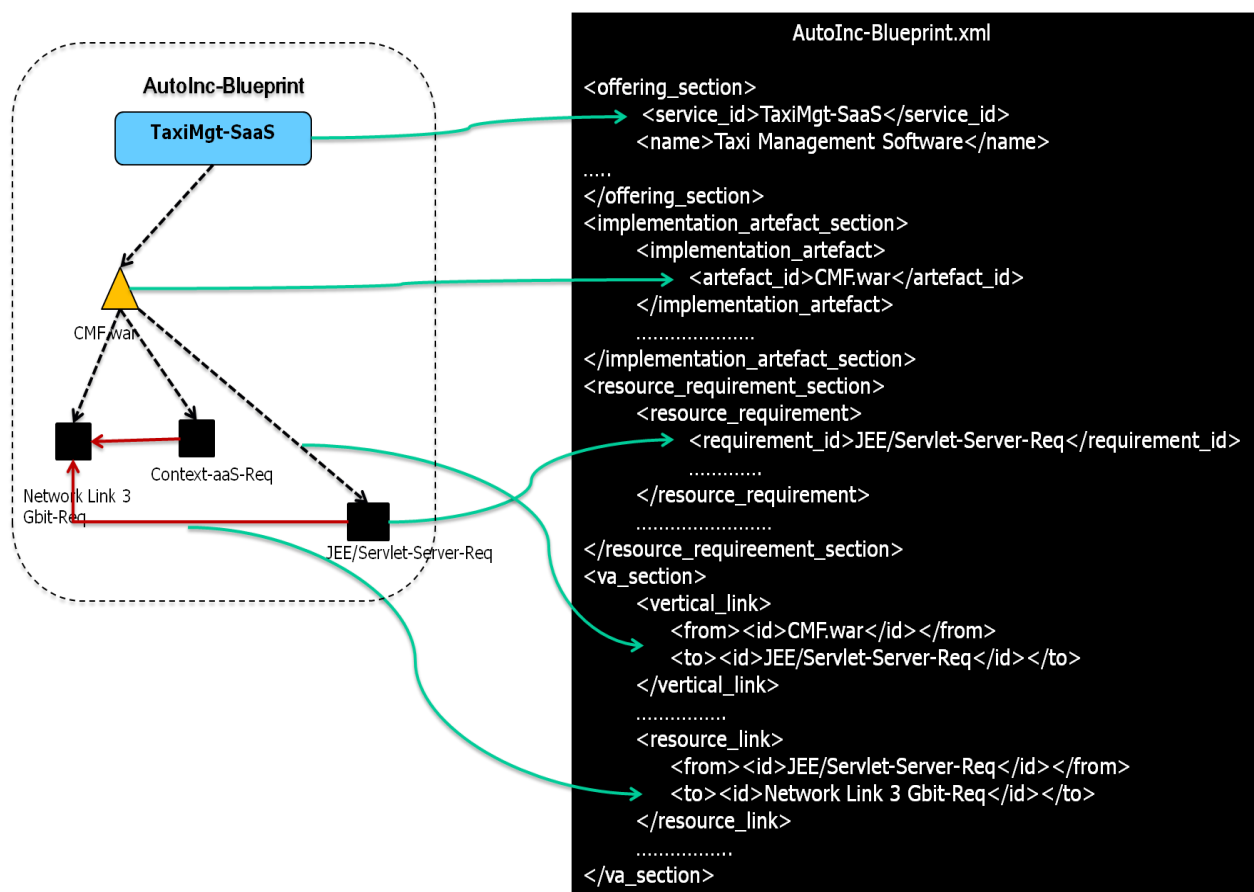 AutoInc-Blueprint
TaxiMgt-SaaS
CMF.war
Context-aaS-Req
Network Link 3
Gbit-Req
JEE/Servlet-Server-Req
AutoInc-Blueprint.xml
<offering_section>
<service_id>TaxiMgt-SaaS</service_id>
<name>Taxi Management Software</name>
.....
</offering_section>
<implementation_artefact_section>
<implementation_artefact>
<artefact_id>CMF.war</artefact_id>
</implementation_artefact>
.....................
</implementation_artefact_section>
<resource_requirement_section>
<resource_requirement>
<requirement_id>JEE/Servlet-Server-Req</requirement_id>
.............
</resource_requirement>
........................
</resource_requireement_section>
<va_section>
<vertical_link>
<from><id>CMF.war</id></from>
<to><id>JEE/Servlet-Server-Req</id></to>
</vertical_link>
................
<resource_link>
<from><id>JEE/Servlet-Server-Req</id></from>
<to><id>Network Link 3 Gbit-Req</id></to>
</resource_link>
.................
</va_section>